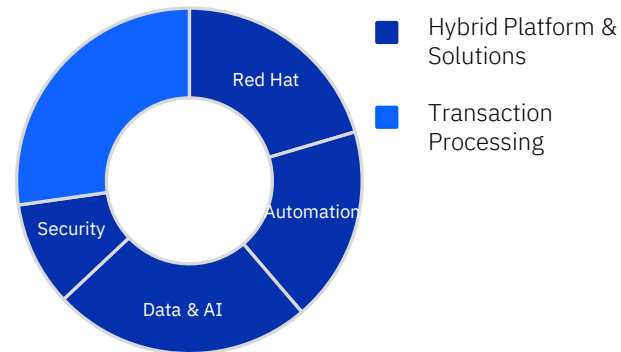 Red Hat
Automation
Data & AI
Security
Hybrid Platform &
Solutions
Transaction
Processing